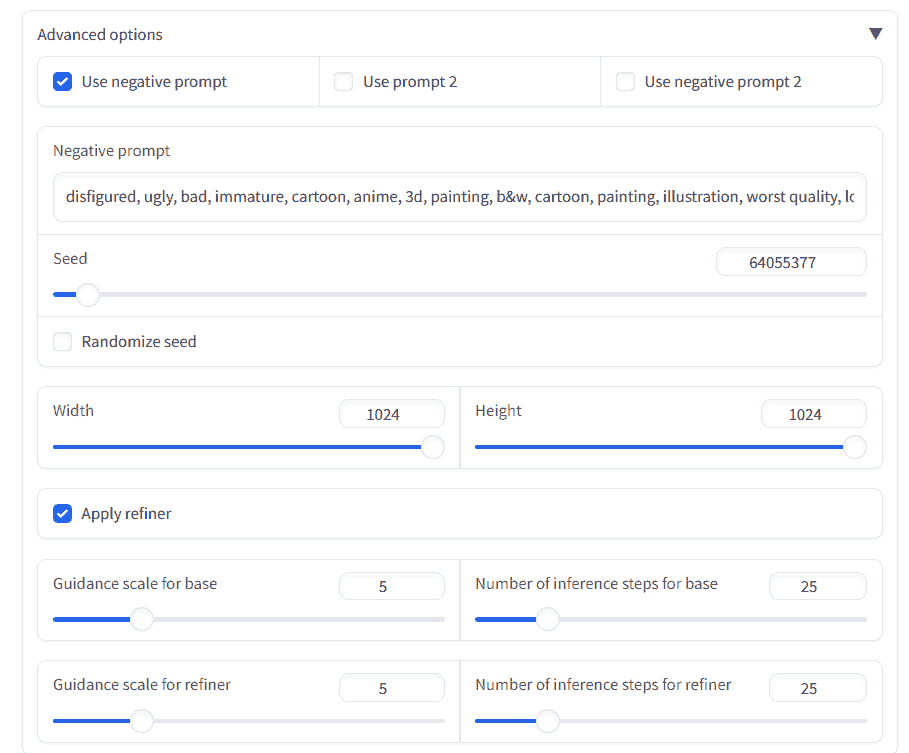 Advanced options
Use negative prompt Use prompt 2 Use negative prompt 2
Negative prompt
disfigured, ugly, bad, immature, cartoon, anime, 3d, painting, b&w, cartoon, painting, illustration, worst quality,
Seed 64055377
Randomize seed
Width 1024 Height 1024
Apply refiner
Guidance scale for base 5 Number of inference steps for base 25
Guidance scale for refiner 5 Number of inference steps for refiner 25